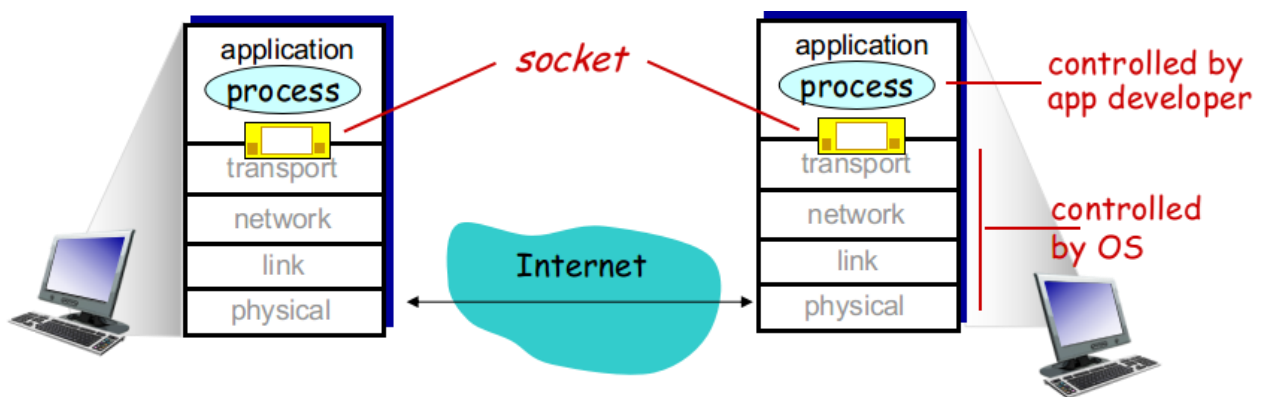 application
process
transport
network
link
physical
socket
Internet
application
process
transport
network
link
physical
controlled by
app developer
controlled
by OS